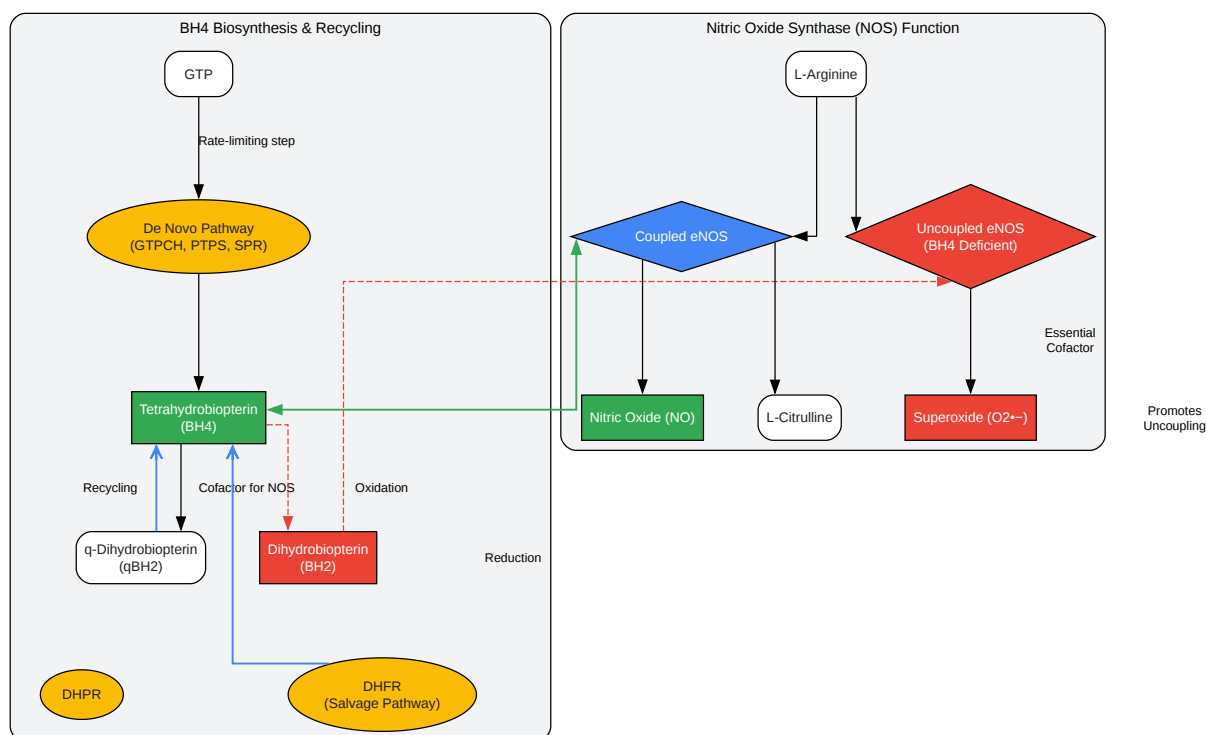 BH4 Biosynthesis & Recycling
GTP
Rate-limiting step
De Novo Pathway
(GTPCH, PTPS, SPR)
Tetrahydrobiopterin
(BH4)
Recycling
Cofactor for NOS
Oxidation
q-Dihydrobiopterin
(qBH2)
Dihydrobiopterin
(BH2)
Reduction
DHPR
DHFR
(Salvage Pathway)
Nitric Oxide Synthase (NOS) Function
L-Arginine
Coupled eNOS
Uncoupled eNOS
(BH4 Deficient)
Essential
Cofactor
Nitric Oxide (NO)
L-Citrulline
Superoxide (O2•−)
Promotes
Uncoupling